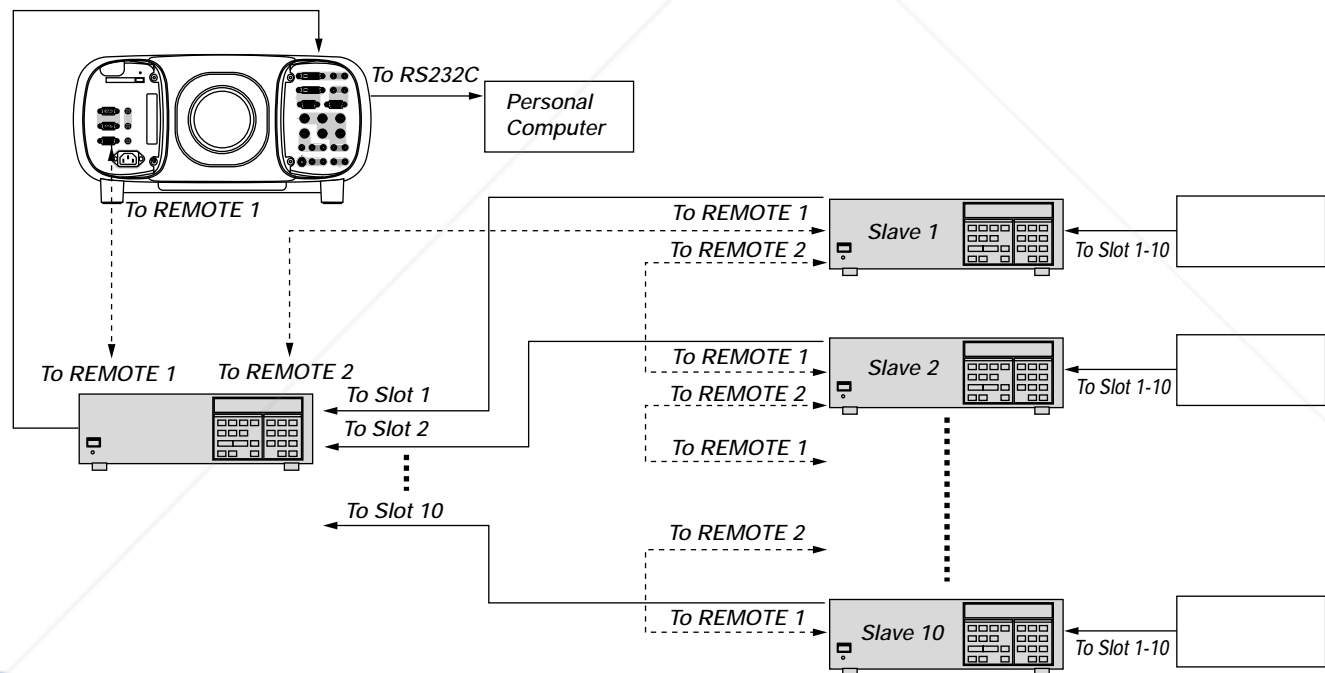 To RS232C
Personal
Computer
To REMOTE 1
To REMOTE 1
To REMOTE 2
To Slot 1
To Slot 2
To Slot 10
To REMOTE 1
To REMOTE 2
Slave 1
To Slot 1-10
To REMOTE 1
To REMOTE 2
Slave 2
To Slot 1-10
To REMOTE 1
To REMOTE 2
To REMOTE 1
Slave 10
To Slot 1-10